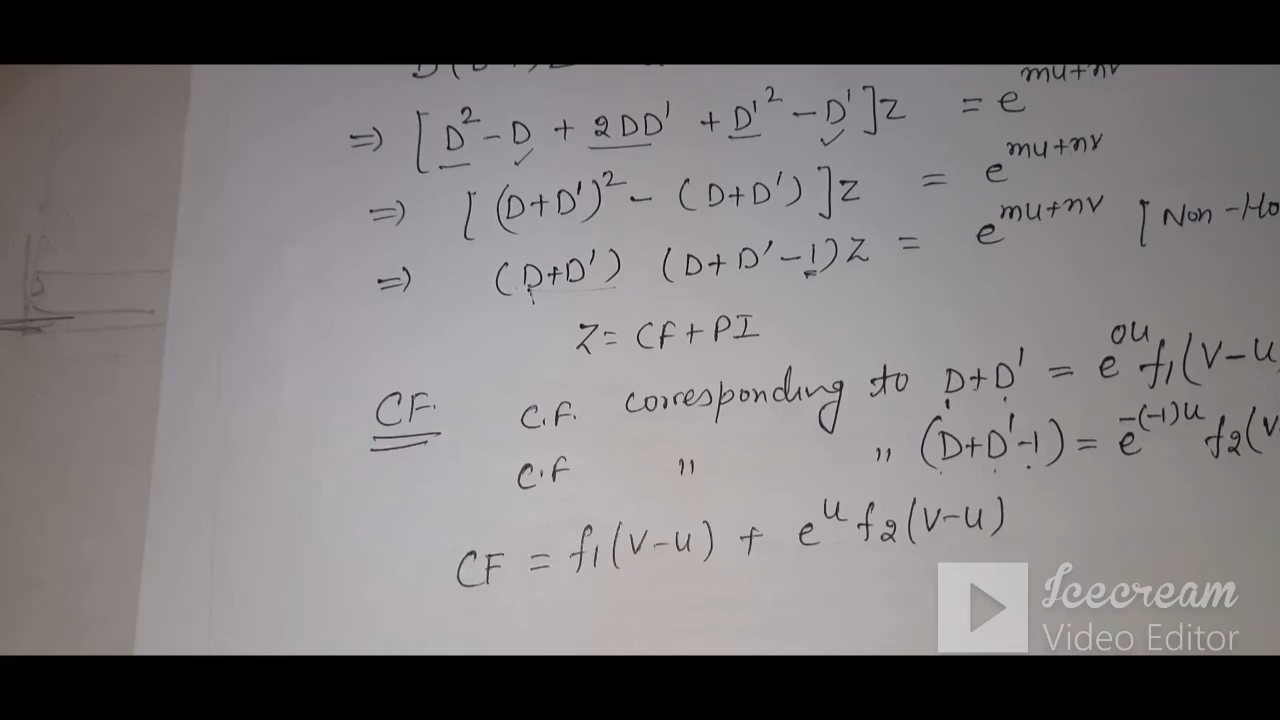 ⇒ [D² - D + 2DD' + D'² - D']z = e^{mu+nv}
⇒ [(D+D')² - (D+D')]z = e^{mu+nv}
⇒ (D+D') (D+D'-1)z = e^{mu+nv} [Non-Ho
z = CF + PI
CF. C.F. corresponding to D+D' = e^{0u} f₁(v-u
C.F " " (D+D'-1) = e^{-(-1)u} f₂(v
CF = f₁(v-u) + e^u f₂(v-u)
Icecream
Video Editor